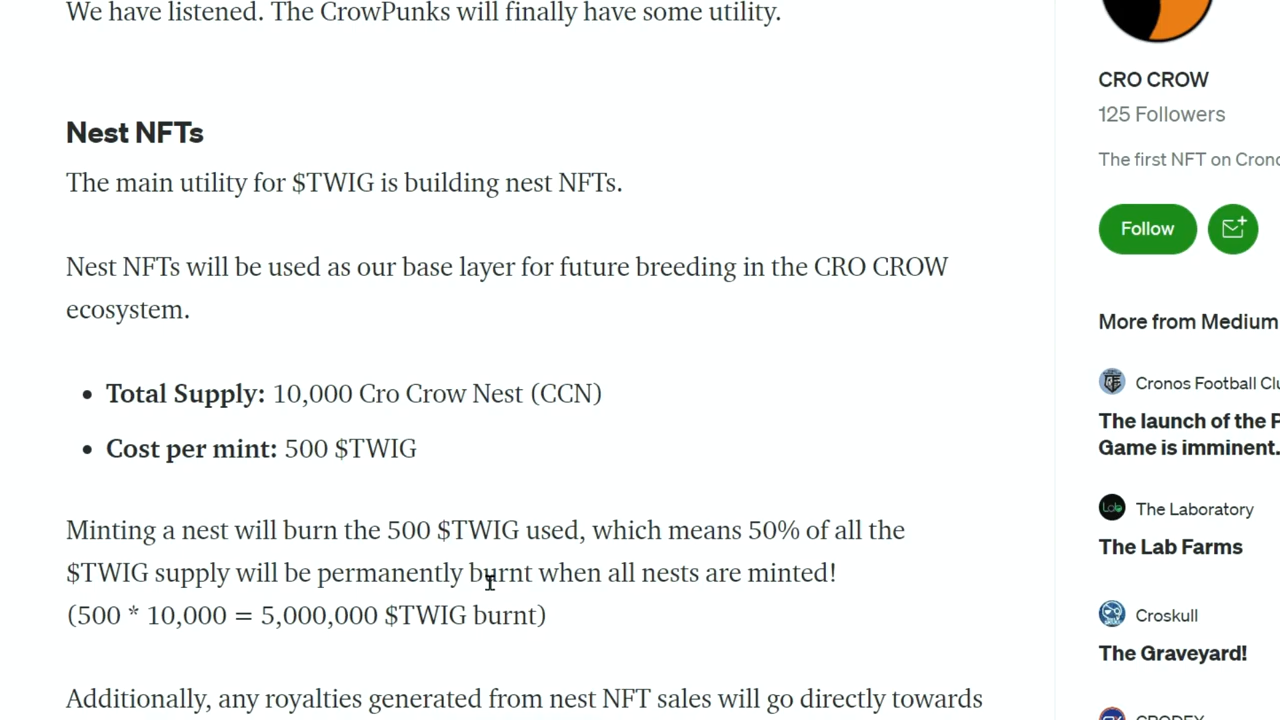 We have listened. The CrowPunks will finally have some utility.
Nest NFTs
The main utility for $TWIG is building nest NFTs.
Nest NFTs will be used as our base layer for future breeding in the CRO CROW
ecosystem.
• Total Supply: 10,000 Cro Crow Nest (CCN)
• Cost per mint: 500 $TWIG
Minting a nest will burn the 500 $TWIG used, which means 50% of all the
$TWIG supply will be permanently burnt when all nests are minted!
(500 * 10,000 = 5,000,000 $TWIG burnt)
Additionally, any royalties generated from nest NFT sales will go directly towards
CRO CROW
125 Followers
The first NFT on Crono
Follow
More from Medium
Cronos Football Clu
The launch of the P
Game is imminent.
The Laboratory
The Lab Farms
Croskull
The Graveyard!